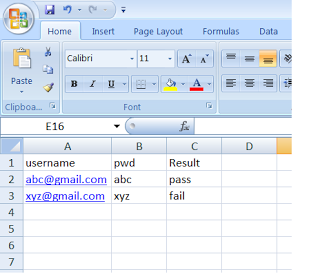 Home Insert Page Layout Formulas Data
Calibri 11 A A
Paste B I U A
Clipboa... Font
E16 fx
A B C D
1 username pwd Result
2 abc@gmail.com abc pass
3 xyz@gmail.com xyz fail
4
5
6
7